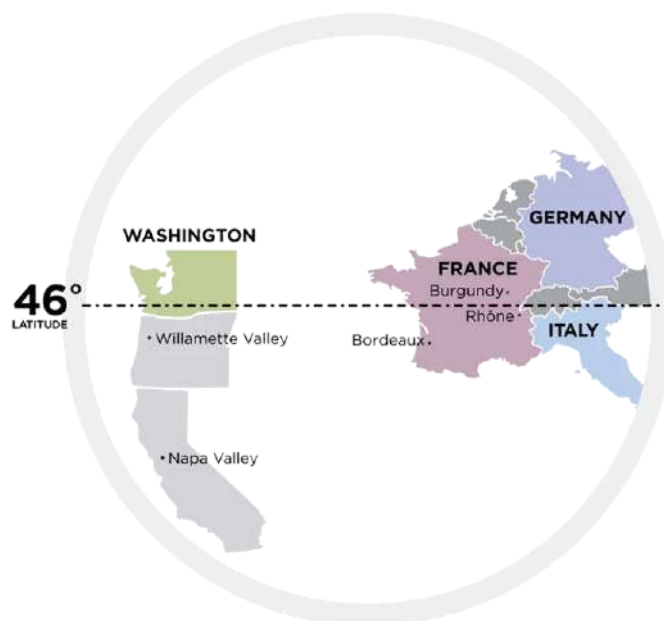 WASHINGTON
GERMANY
FRANCE
Burgundy
46°
LATITUDE
Rhône
ITALY
Willamette Valley
Bordeaux
Napa Valley